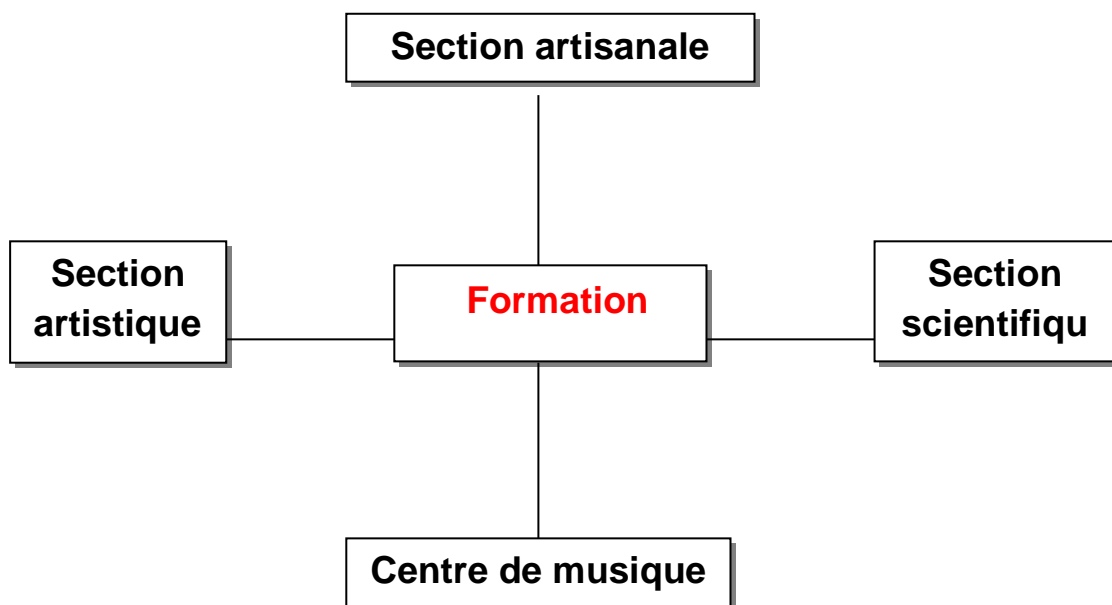 Section artisanale
Section
artistique
Formation
Section
scientifiqu
Centre de musique